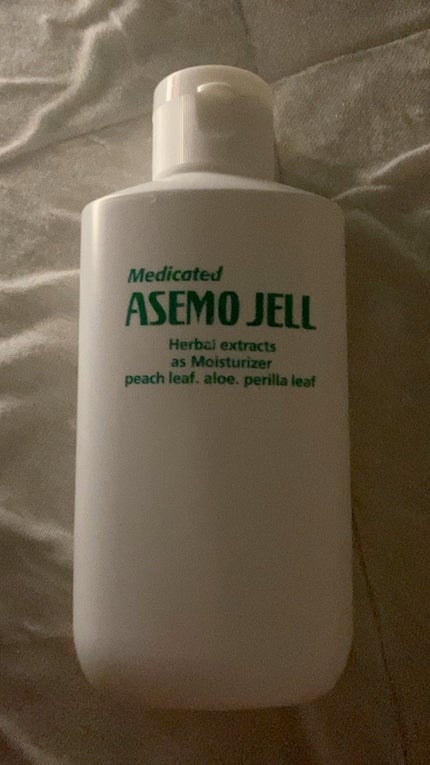 Medicated
ASEMO JELL
Herbal extracts
as Moisturizer
peach leaf. aloe. perilla leaf